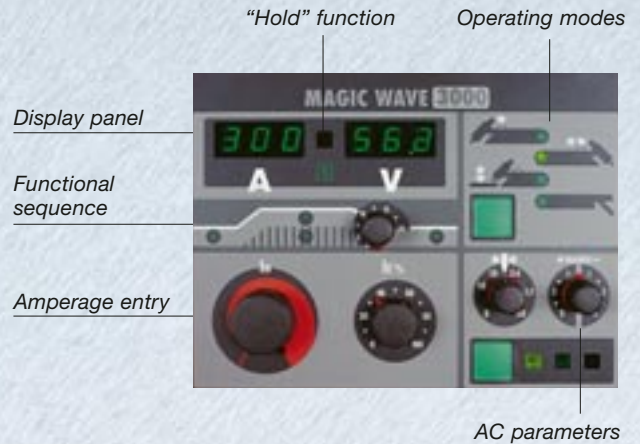 “Hold” function
Operating modes
MAGIC WAVE 3000
Display panel
300
56.2
A
V
Functional
sequence
Amperage entry
AC parameters